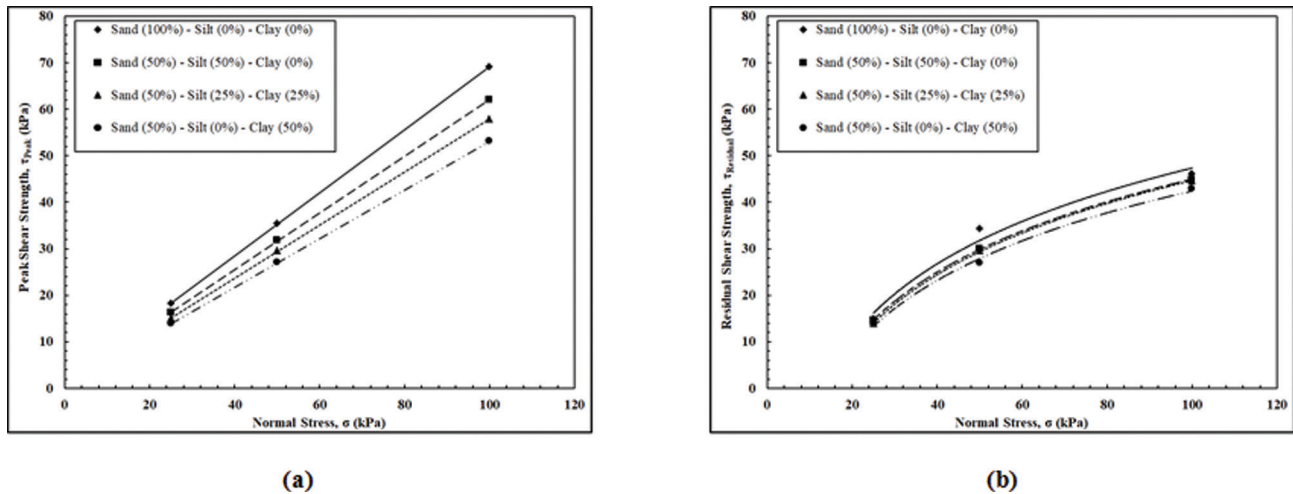 80
70
60
50
40
30
20
10
0
Peak Shear Strength, τPeak (kPa)
Sand (100%) - Silt (0%) - Clay (0%)
Sand (50%) - Silt (50%) - Clay (0%)
Sand (50%) - Silt (25%) - Clay (25%)
Sand (50%) - Silt (0%) - Clay (50%)
0 20 40 60 80 100 120
Normal Stress, σ (kPa)
(a)
80
70
60
50
40
30
20
10
0
Residual Shear Strength, τResidual (kPa)
Sand (100%) - Silt (0%) - Clay (0%)
Sand (50%) - Silt (50%) - Clay (0%)
Sand (50%) - Silt (25%) - Clay (25%)
Sand (50%) - Silt (0%) - Clay (50%)
0 20 40 60 80 100 120
Normal Stress, σ (kPa)
(b)